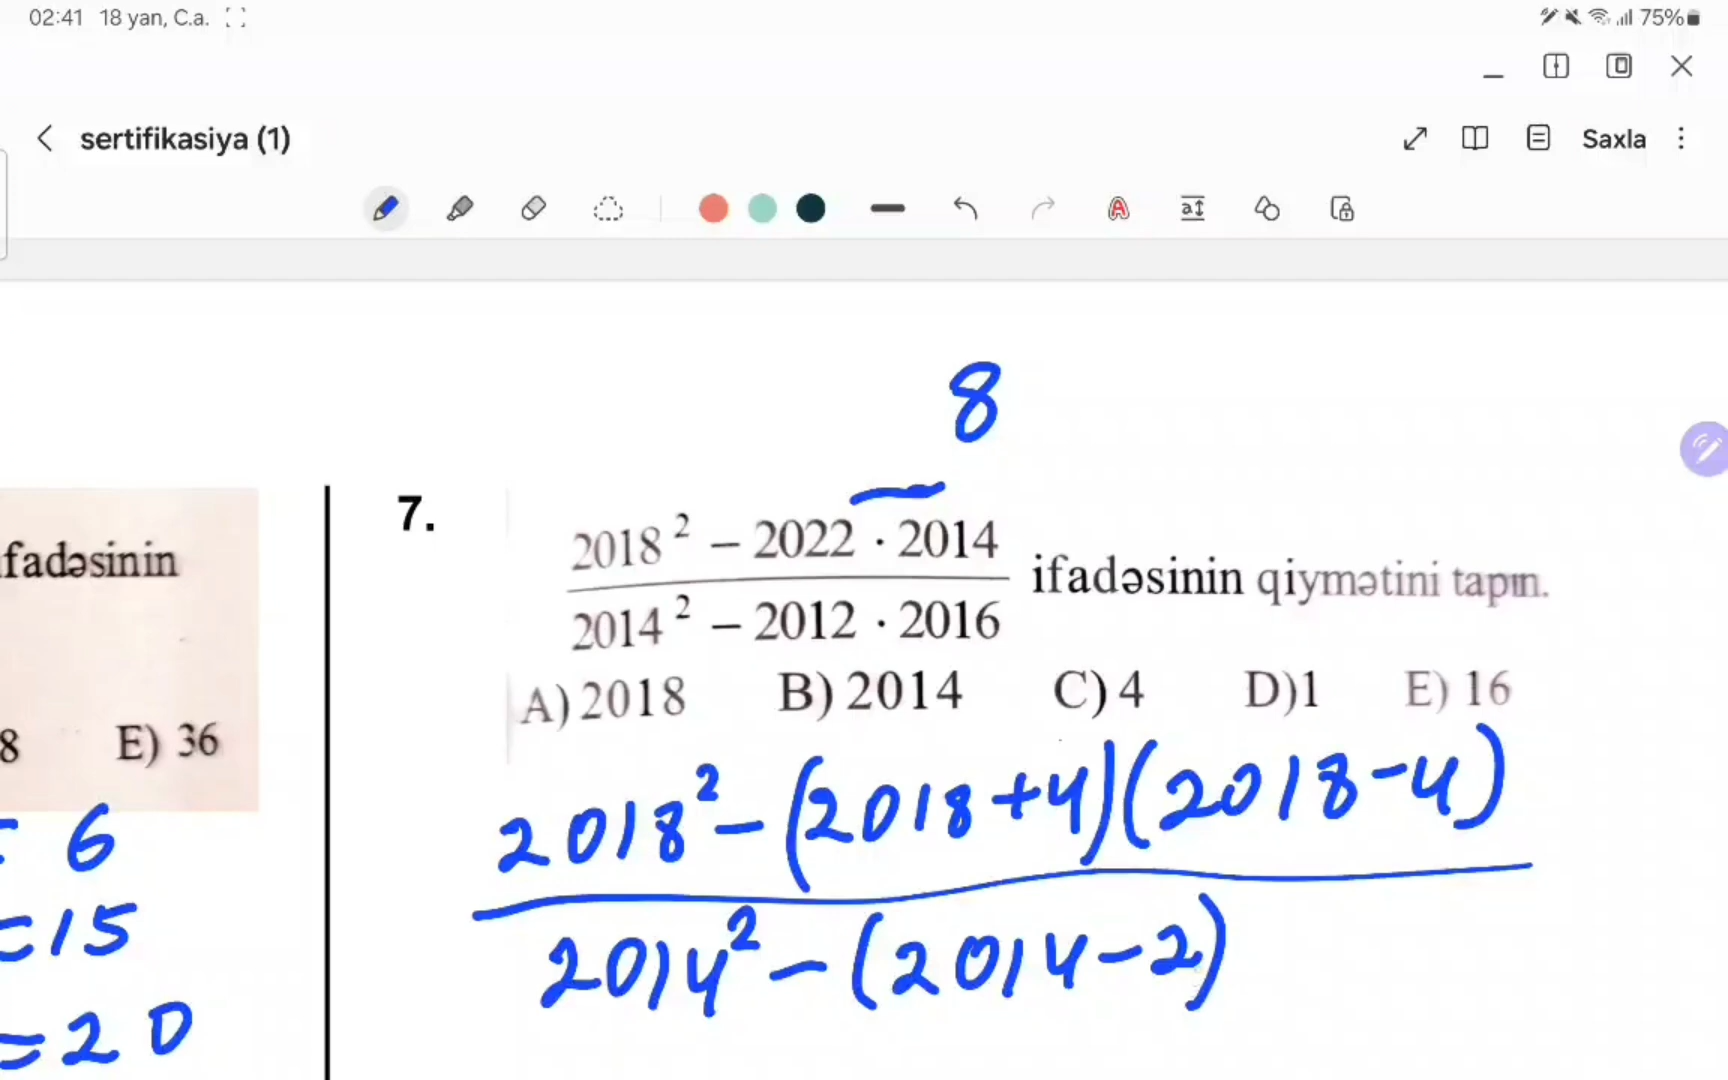 02:41 18 yan, C.a. 75%
sertifikasiya (1) Saxla
8
fadəsinin
8 E) 36
= 6
=15
=20
7.
2018² – 2022 · 2014
2014² – 2012 · 2016
ifadəsinin qiymətini tapın.
A) 2018 B) 2014 C) 4 D)1 E) 16
2018² – (2018+4)(2018–4)
2014² – (2014–2)